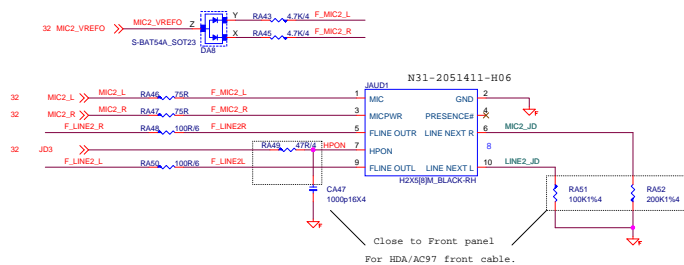 Y RA43 4.7K/4 F_MIC2_L
32 MIC2_VREFO MIC2_VREFO Z
X RA45 4.7K/4 F_MIC2_R
S-BAT54A_SOT23
DA8
N31-2051411-H06
JAUD1
32 MIC2_L MIC2_L RA46 75R F_MIC2_L 1 MIC GND 2
32 MIC2_R MIC2_R RA47 75R F_MIC2_R 3 MICPWR PRESENCE# 4
F_LINE2_R RA48 100R/6 F_LINE2R 5 FLINE OUTR LINE NEXT R 6 MIC2_JD
32 JD3 RA49 47R/4 HPON 7 HPON 8
F_LINE2_L RA50 100R/6 F_LINE2L 9 FLINE OUTL LINE NEXT L 10 LINE2_JD
H2X5[8]M_BLACK-RH
CA47
1000p16X4
RA51
100K1%4
RA52
200K1%4
F
F
F
Close to Front panel
For HDA/AC97 front cable.